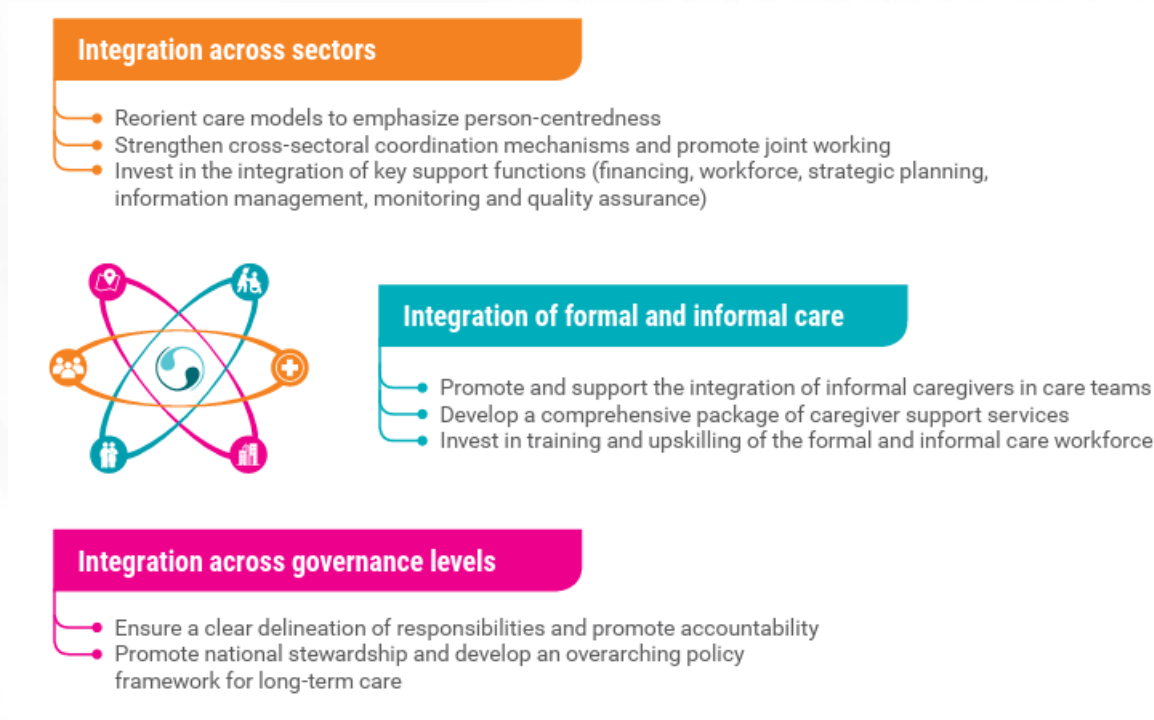 Integration across sectors
Reorient care models to emphasize person-centredness
Strengthen cross-sectoral coordination mechanisms and promote joint working
Invest in the integration of key support functions (financing, workforce, strategic planning,
information management, monitoring and quality assurance)
Integration of formal and informal care
Promote and support the integration of informal caregivers in care teams
Develop a comprehensive package of caregiver support services
Invest in training and upskilling of the formal and informal care workforce
Integration across governance levels
Ensure a clear delineation of responsibilities and promote accountability
Promote national stewardship and develop an overarching policy
framework for long-term care